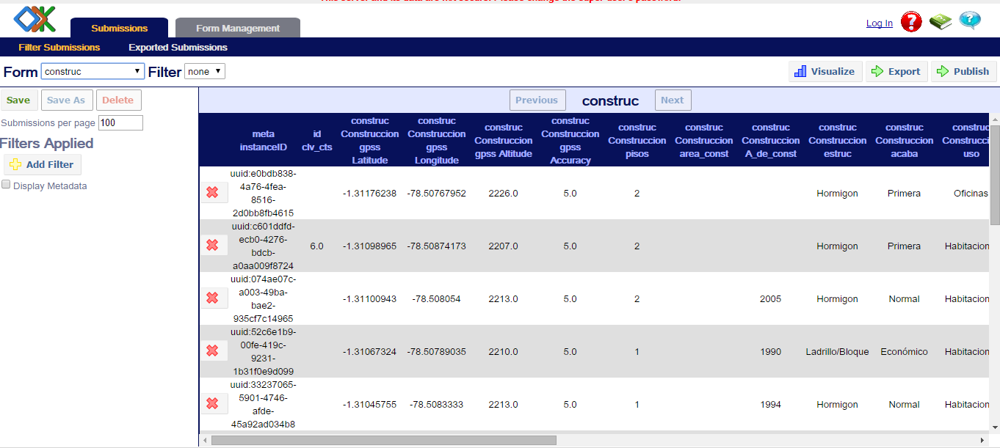 This server and its data are not secure! Please change the super-user's password!
Submissions
Form Management
Log In
Filter Submissions
Exported Submissions
Form construc Filter none
Visualize
Export
Publish
Save
Save As
Delete
Submissions per page 100
Filters Applied
Add Filter
Display Metadata
Previous
construc
Next
meta instanceID
id clv_cts
construc Construccion gpss Latitude
construc Construccion gpss Longitude
construc Construccion gpss Altitude
construc Construccion gpss Accuracy
construc Construccion pisos
construc Construccion area_const
construc Construccion A_de_const
construc Construccion estruc
construc Construccion acaba
construc Construcci uso
uuid:e0bdb838-
4a76-4fea-
8516-
2d0bb8fb4615
-1.31176238 -78.50767952 2226.0 5.0 2 Hormigon Primera Oficinas
uuid:c601ddfd-
ecb0-4276-
bdcb-
a0aa009f8724
6.0 -1.31098965 -78.50874173 2207.0 5.0 2 Hormigon Primera Habitacion
uuid:074ae07c-
a003-49ba-
bae2-
935cf7c14965
-1.31100943 -78.508054 2213.0 5.0 2 2005 Hormigon Normal Habitacion
uuid:52c6e1b9-
00fe-419c-
9231-
1b31f0e9d099
-1.31067324 -78.50789035 2210.0 5.0 1 1990 Ladrillo/Bloque Económico Habitacion
uuid:33237065-
5901-4746-
afde-
45a92ad034b8
-1.31045755 -78.5083333 2213.0 5.0 1 1994 Hormigon Normal Habitacion